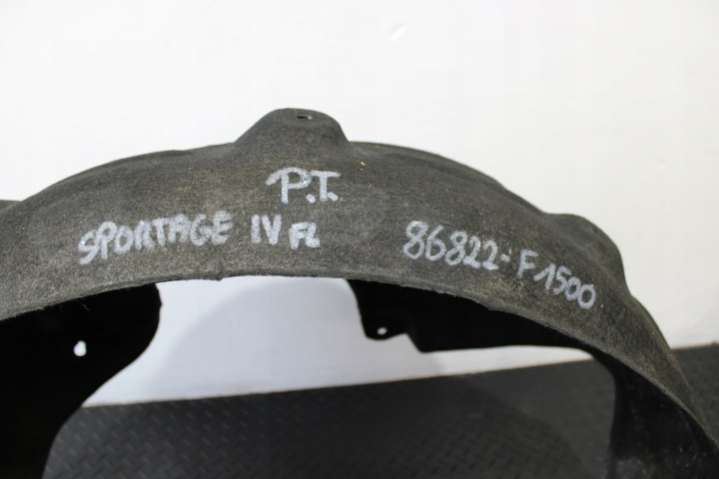 P.T.
SPORTAGE IV FL 86822-F1500